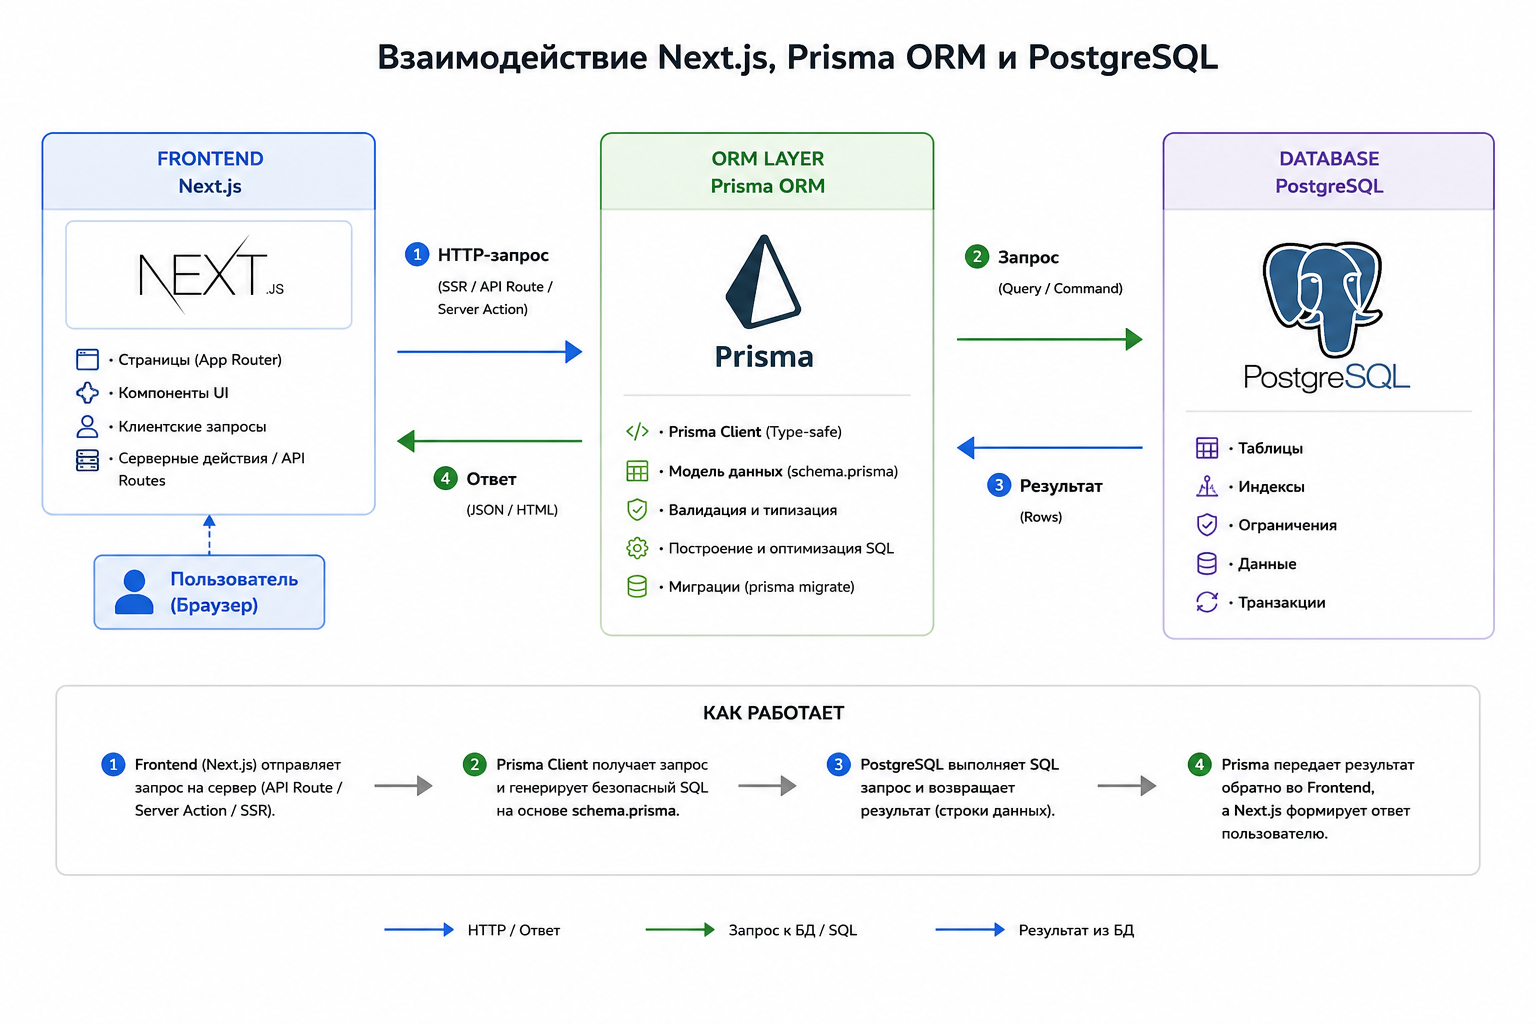 Взаимодействие Next.js, Prisma ORM и PostgreSQL
FRONTEND
Next.js
NEXT.JS
• Страницы (App Router)
• Компоненты UI
• Клиентские запросы
• Серверные действия / API
Routes
Пользователь
(Браузер)
1 HTTP-запрос
(SSR / API Route /
Server Action)
4 Ответ
(JSON / HTML)
ORM LAYER
Prisma ORM
Prisma
• Prisma Client (Type-safe)
• Модель данных (schema.prisma)
• Валидация и типизация
• Построение и оптимизация SQL
• Миграции (prisma migrate)
2 Запрос
(Query / Command)
3 Результат
(Rows)
DATABASE
PostgreSQL
PostgreSQL
• Таблицы
• Индексы
• Ограничения
• Данные
• Транзакции
КАК РАБОТАЕТ
1 Frontend (Next.js) отправляет
запрос на сервер (API Route /
Server Action / SSR).
2 Prisma Client получает запрос
и генерирует безопасный SQL
на основе schema.prisma.
3 PostgreSQL выполняет SQL
запрос и возвращает
результат (строки данных).
4 Prisma передает результат
обратно во Frontend,
а Next.js формирует ответ
пользователю.
HTTP / Ответ
Запрос к БД / SQL
Результат из БД